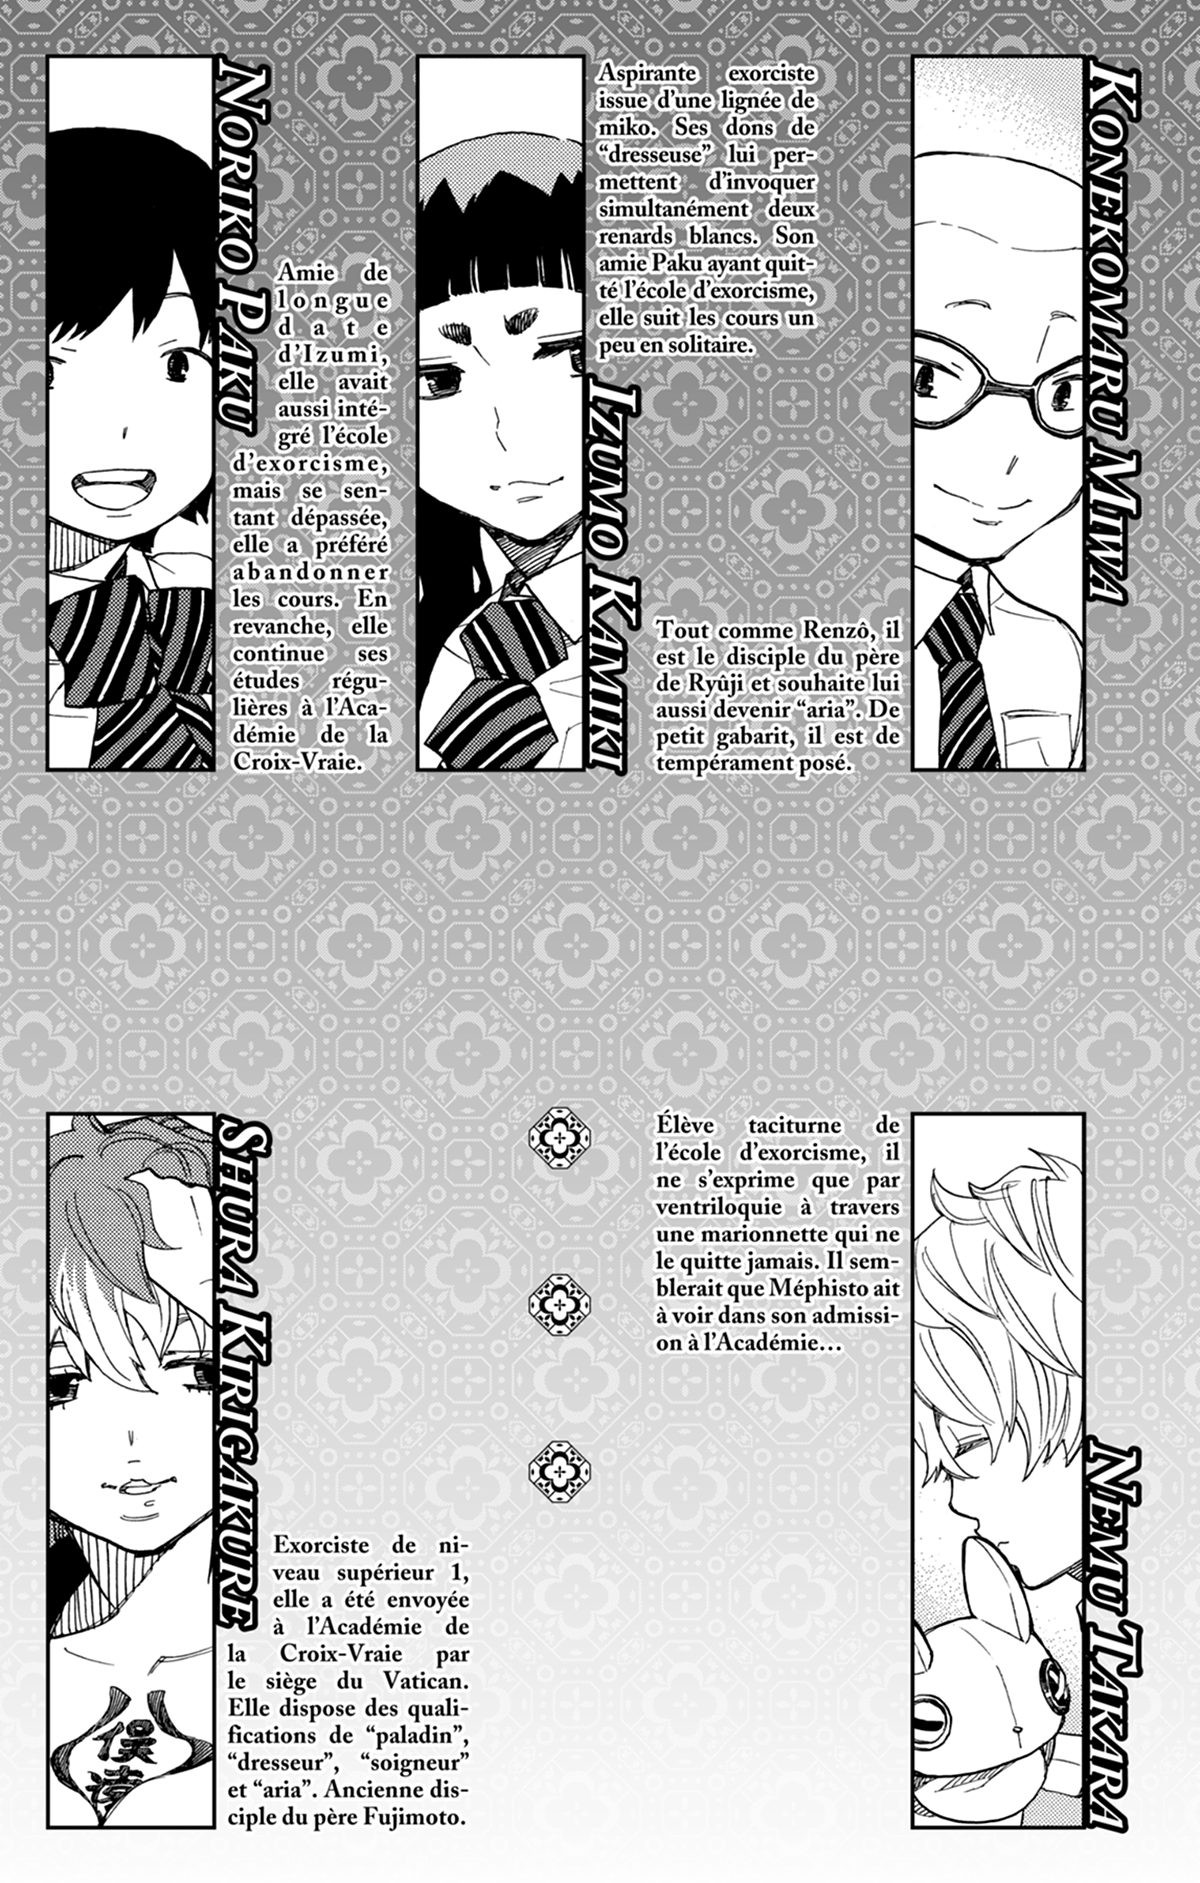 Noriko Paku
Amie de
longue
date
d'Izumi,
elle avait
aussi inté-
gré l'école
d'exorcisme,
mais se sen-
tant dépassée,
elle a préféré
abandonner
les cours. En
revanche, elle
continue ses
études régu-
lières à l'Aca-
démie de la
Croix-Vraie.
Izumo Kamiki
Aspirante exorciste
issue d'une lignée de
miko. Ses dons de
“dresseuse” lui per-
mettent d'invoquer
simultanément deux
renards blancs. Son
amie Paku ayant quit-
té l'école d'exorcisme,
elle suit les cours un
peu en solitaire.
Konekomaru Miwa
Tout comme Renzô, il
est le disciple du père
de Ryûji et souhaite lui
aussi devenir “aria”. De
petit gabarit, il est de
tempérament posé.
Shura Kirigakure
Exorciste de ni-
veau supérieur 1,
elle a été envoyée
à l'Académie de
la Croix-Vraie par
le siège du Vatican.
Elle dispose des quali-
fications de “paladin”,
“dresseur”, “soigneur”
et “aria”. Ancienne dis-
ciple du père Fujimoto.
Nemu Takara
Élève taciturne de
l'école d'exorcisme, il
ne s'exprime que par
ventriloquie à travers
une marionnette qui ne
le quitte jamais. Il sem-
blerait que Méphisto ait
à voir dans son admissi-
on à l'Académie…